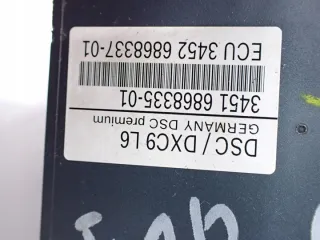 DSC / DXC9 L6
GERMANY DSC premium
3451 6868335-01
ECU 3452 6868337-01